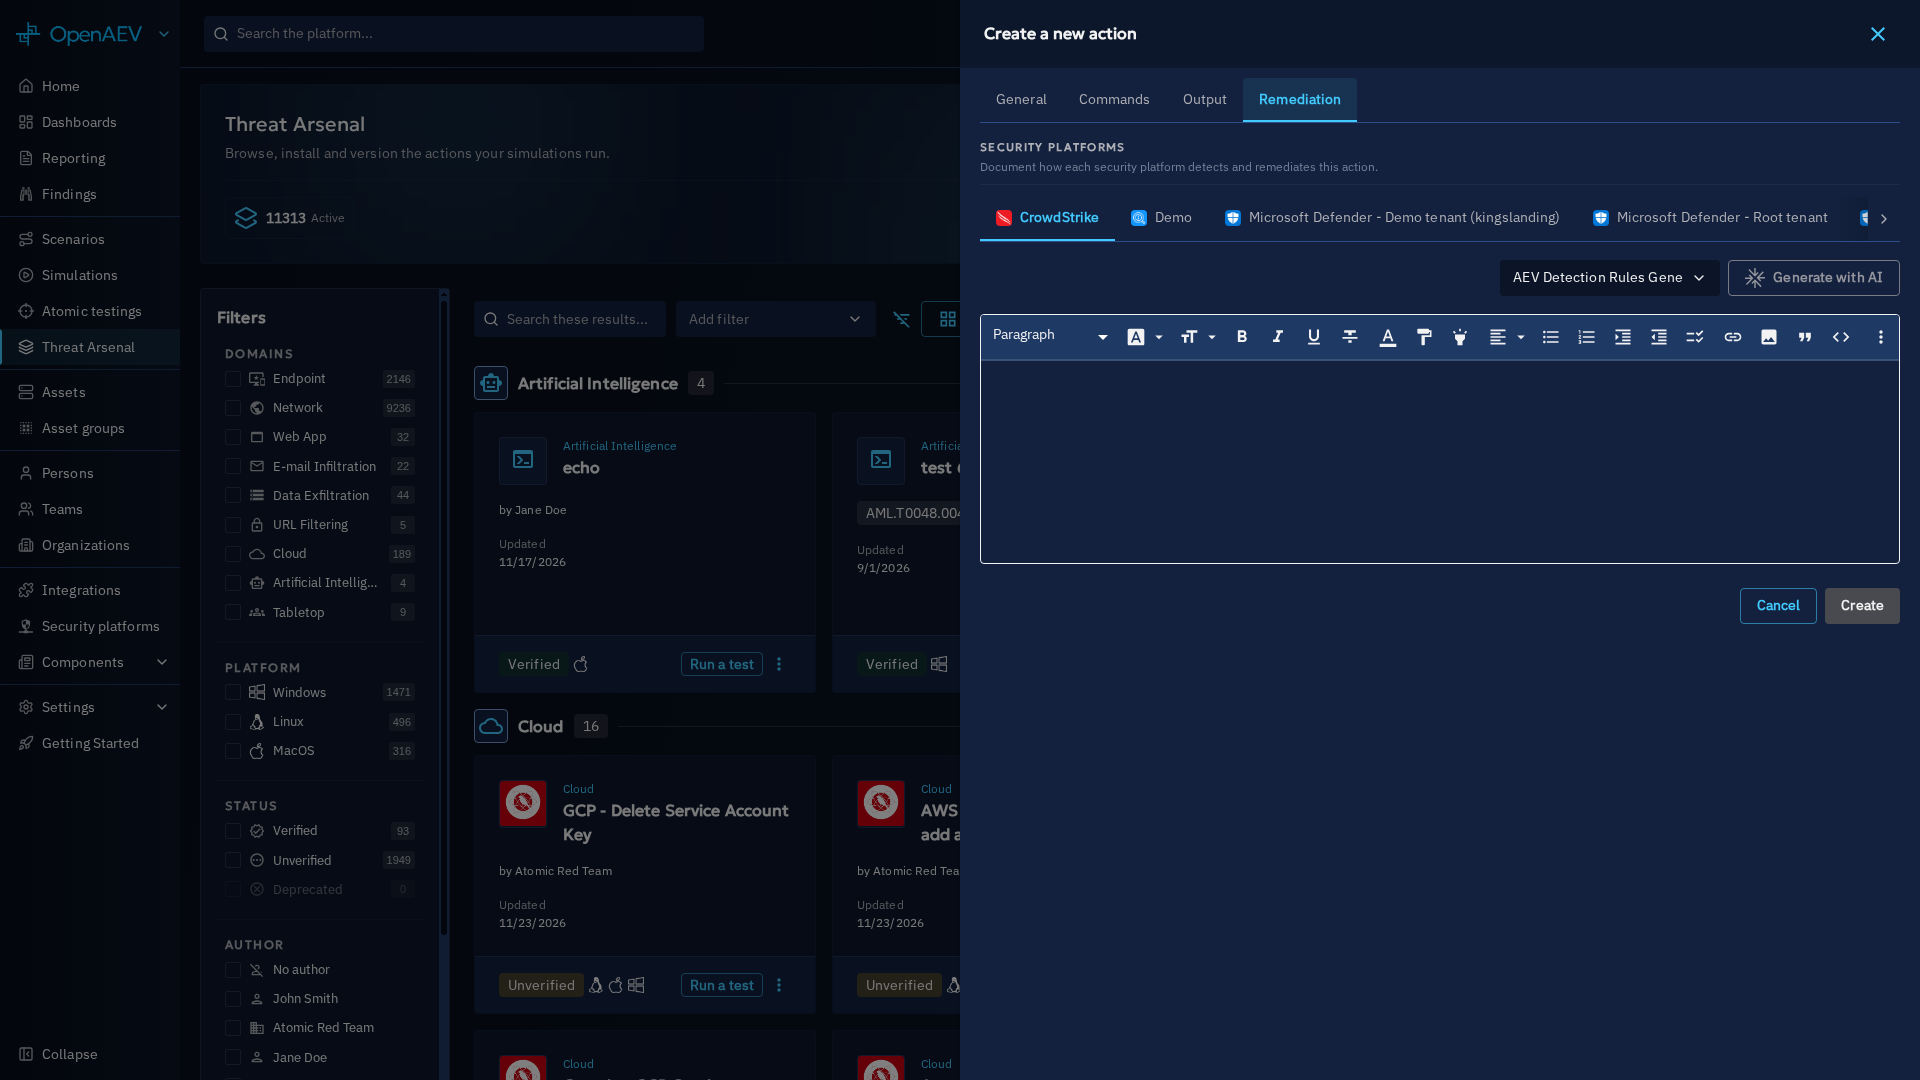 OpenAEV
Search the platform...
Home
Dashboards
Reporting
Findings
Scenarios
Simulations
Atomic testings
Threat Arsenal
Assets
Asset groups
Persons
Teams
Organizations
Integrations
Security platforms
Components
Settings
Getting Started
Collapse
Threat Arsenal
Browse, install and version the actions your simulations run.
11313 Active
Filters
DOMAINS
Endpoint 2146
Network 9236
Web App 32
E-mail Infiltration 22
Data Exfiltration 44
URL Filtering 5
Cloud 189
Artificial Intellig... 4
Tabletop 9
PLATFORM
Windows 1471
Linux 496
MacOS 316
STATUS
Verified 93
Unverified 1949
Deprecated 0
AUTHOR
No author
John Smith
Atomic Red Team
Jane Doe
Search these results...
Add filter
Artificial Intelligence 4
Artificial Intelligence
echo
by Jane Doe
Updated
11/17/2026
Verified
Run a test
Artificia
test
AML.T0048.004
Updated
9/1/2026
Verified
Cloud 16
Cloud
GCP - Delete Service Account
Key
by Atomic Red Team
Updated
11/23/2026
Unverified
Run a test
Cloud
AWS
add a
by Atomic Red Tea
Updated
11/23/2026
Unverified
Cloud
Cloud
Create a new action
General
Commands
Output
Remediation
SECURITY PLATFORMS
Document how each security platform detects and remediates this action.
CrowdStrike
Demo
Microsoft Defender - Demo tenant (kingslanding)
Microsoft Defender - Root tenant
AEV Detection Rules Gene
Generate with AI
Paragraph
Cancel
Create